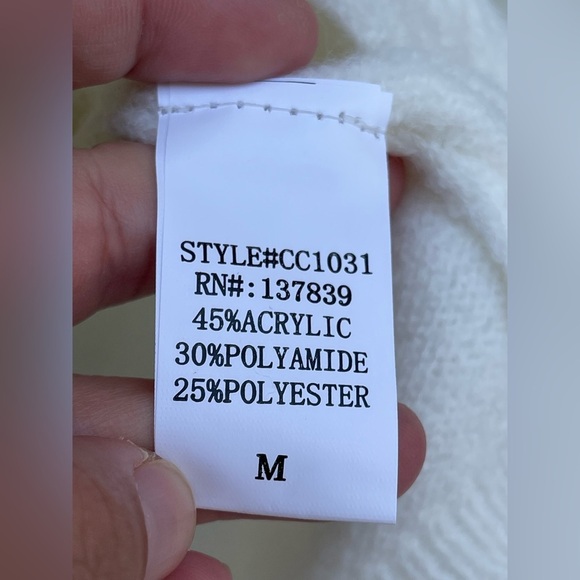 STYLE#CC1031
RN#:137839
45%ACRYLIC
30%POLYAMIDE
25%POLYESTER
M